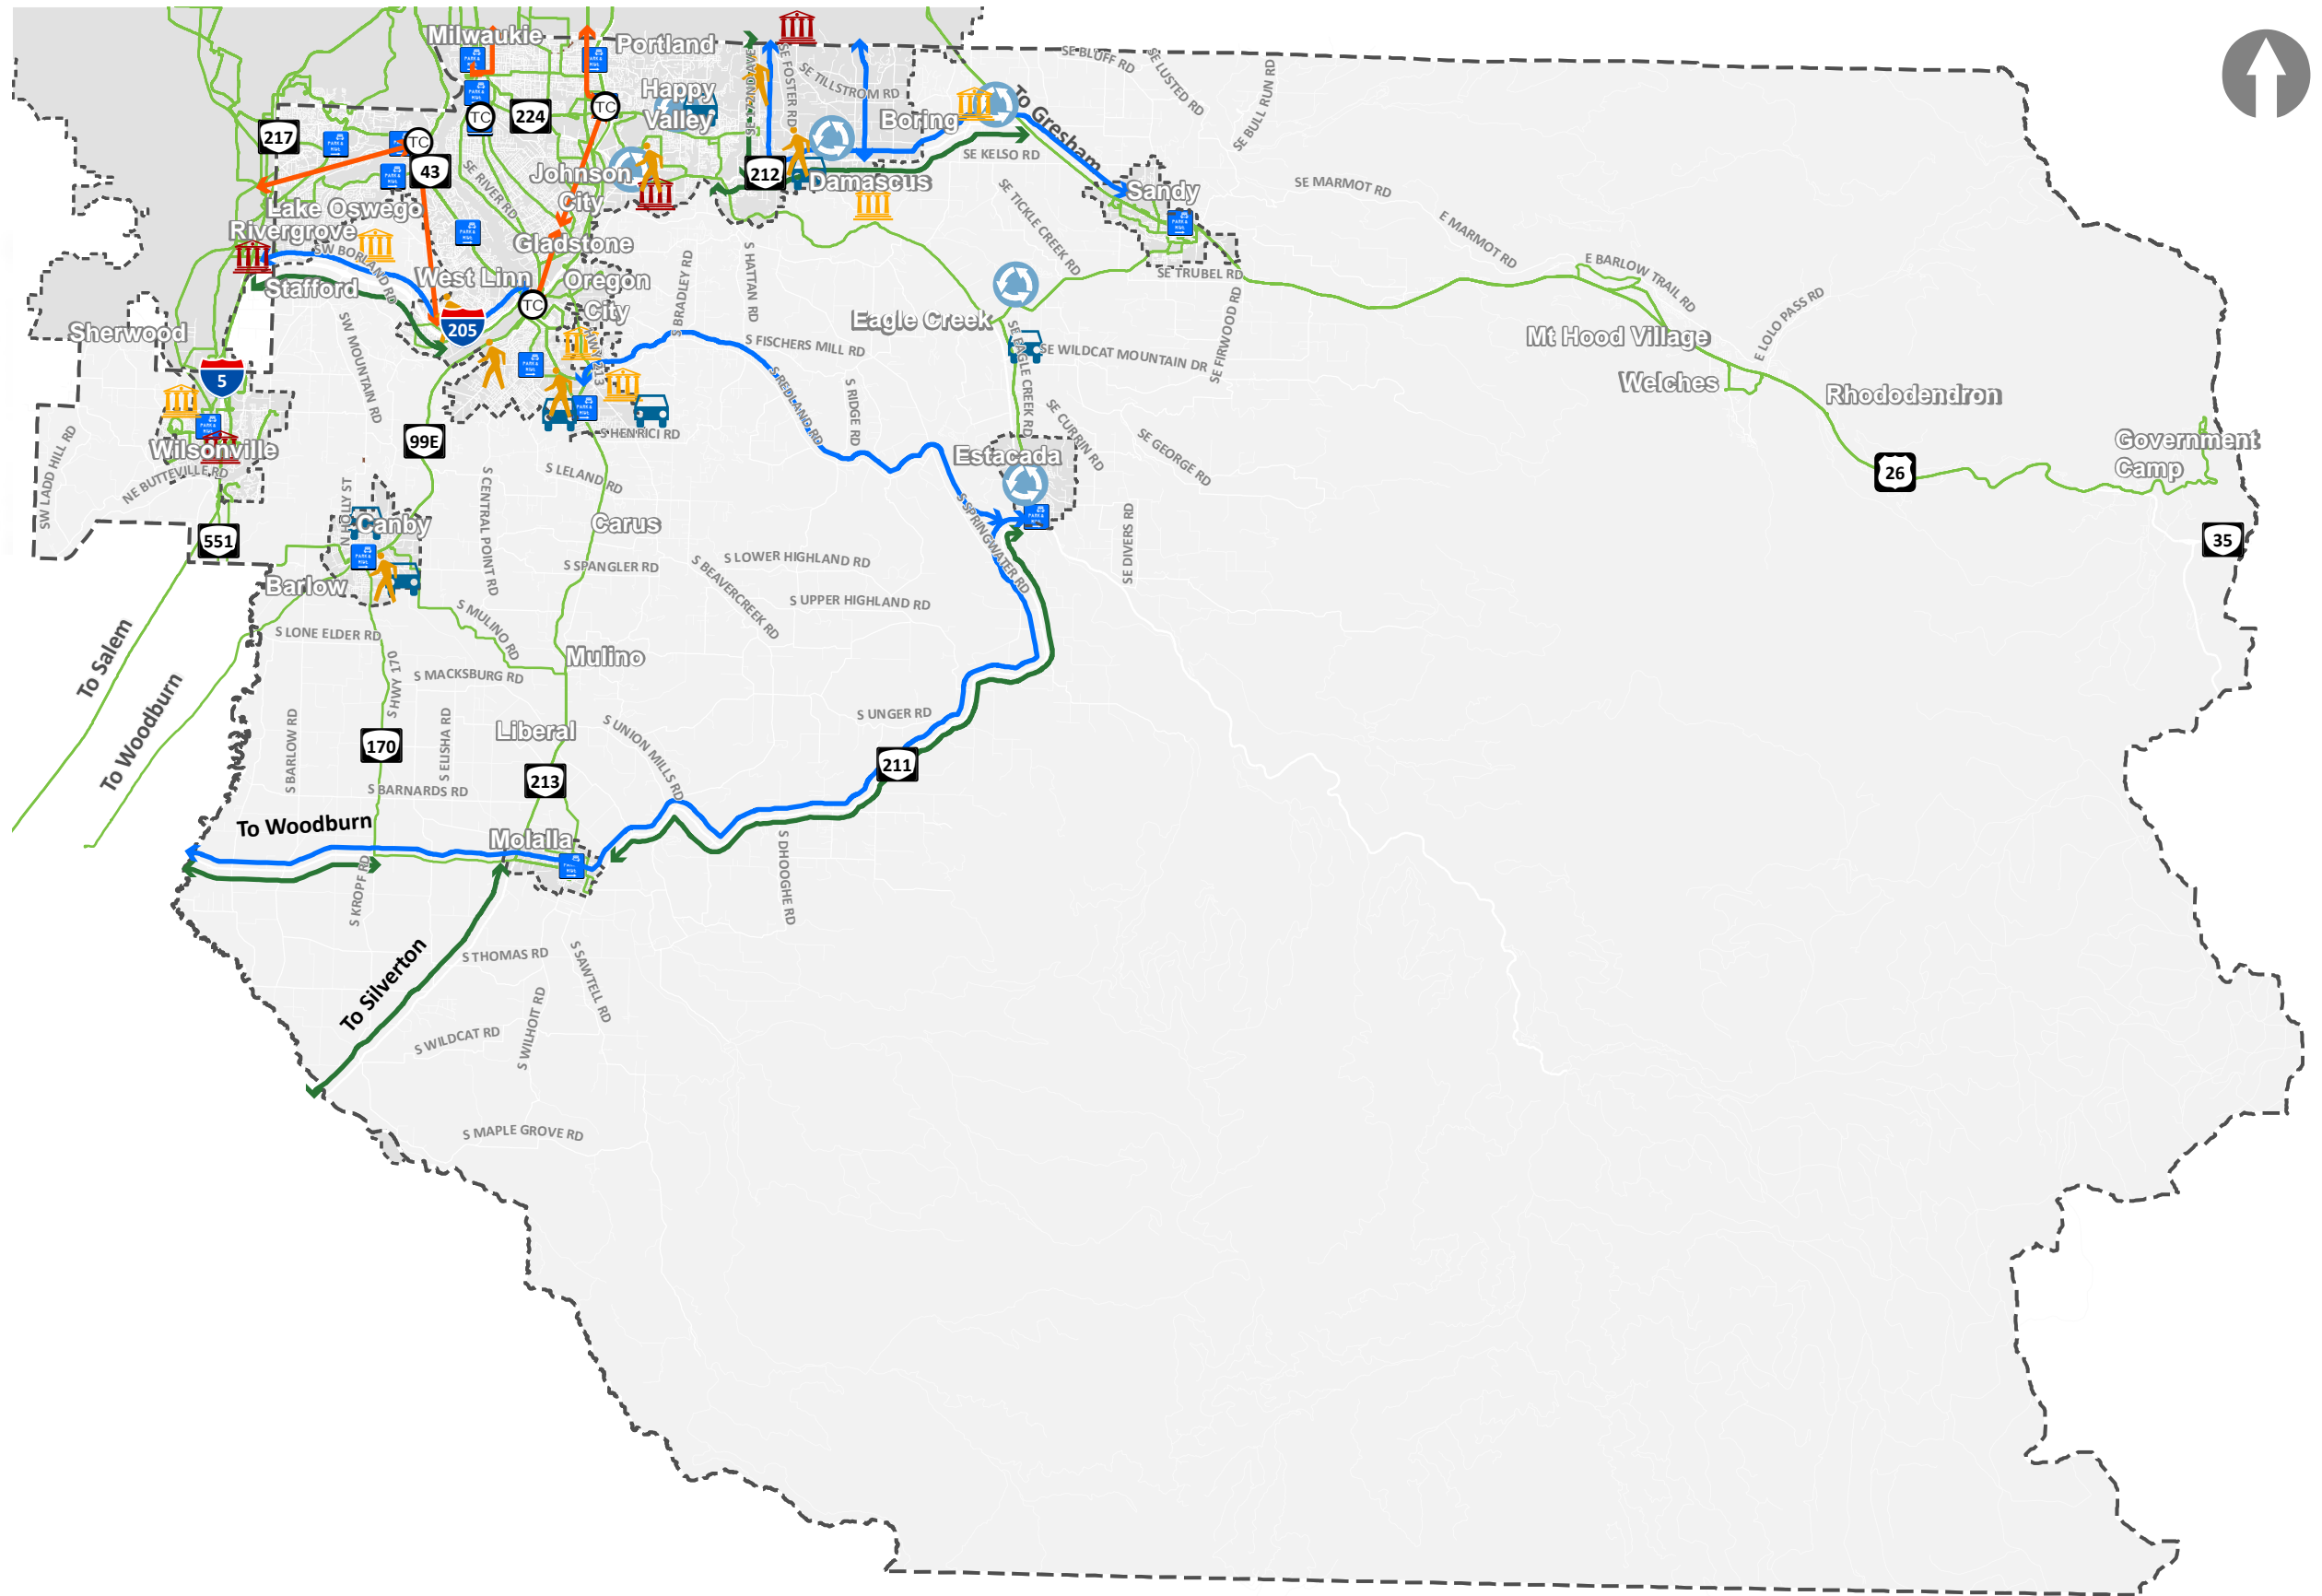 Milwaukie
Portland
SE BLUFF RD
SE LUSTED RD
SE BULL RUN RD
SE FOSTER RD
SE 172ND AVE
SE TILLSTROM RD
Happy
Valley
To Gresham
Boring
217
TC
TC
TC
224
43
212
SE KELSO RD
SE RIVER RD
Johnson
City
Damascus
Sandy
SE MARMOT RD
SE TICKLE CREEK RD
Lake Oswego
Rivergrove
E MARMOT RD
Gladstone
SW BORLAND RD
West Linn
Oregon
City
Stafford
TC
S BRADLEY RD
S HATTAN RD
SE TRUBEL RD
E BARLOW TRAIL RD
E LOLO PASS RD
Sherwood
205
HWY 213
Eagle Creek
SE EAGLE CREEK RD
SE FIRWOOD RD
Mt Hood Village
SW MOUNTAIN RD
S FISCHERS MILL RD
SE WILDCAT MOUNTAIN DR
5
Welches
Rhododendron
S REDLAND RD
S RIDGE RD
SE CURRIN RD
SE GEORGE RD
99E
S HENRICI RD
Wilsonville
SW LADD HILL RD
NE BUTTEVILLE RD
Estacada
Government
Camp
26
S LELAND RD
S CENTRAL POINT RD
N HOLLY ST
Canby
Carus
S SPRINGWATER RD
SE DIVERS RD
551
35
PARK &
RIDE
Barlow
S SPANGLER RD
S LOWER HIGHLAND RD
S BEAVERCREEK RD
S UPPER HIGHLAND RD
S LONE ELDER RD
S MULINO RD
To Salem
To Woodburn
Mulino
S MACKSBURG RD
S HWY 170
S BARLOW RD
170
S ELISHA RD
Liberal
S UNION MILLS RD
S UNGER RD
211
213
S BARNARDS RD
To Woodburn
Molalla
S KROPF RD
S DHOOGHE RD
To Silverton
S THOMAS RD
S SAWTELL RD
S WILHOIT RD
S WILDCAT RD
S MAPLE GROVE RD